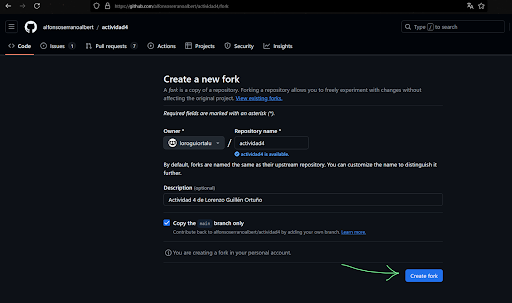 https://github.com/alfonsoserranoalbert/actividad4/fork
alfonsoserranoalbert / actividad4
Type / to search
Code
Issues 1
Pull requests 7
Actions
Projects
Security
Insights
Create a new fork
A fork is a copy of a repository. Forking a repository allows you to freely experiment with changes without
affecting the original project. View existing forks.
Required fields are marked with an asterisk (*).
Owner * Repository name *
loroguiortalu / actividad4
actividad4 is available.
By default, forks are named the same as their upstream repository. You can customize the name to distinguish it
further.
Description (optional)
Actividad 4 de Lorenzo Guillén Ortuño
Copy the main branch only
Contribute back to alfonsoserranoalbert/actividad4 by adding your own branch. Learn more.
You are creating a fork in your personal account.
Create fork